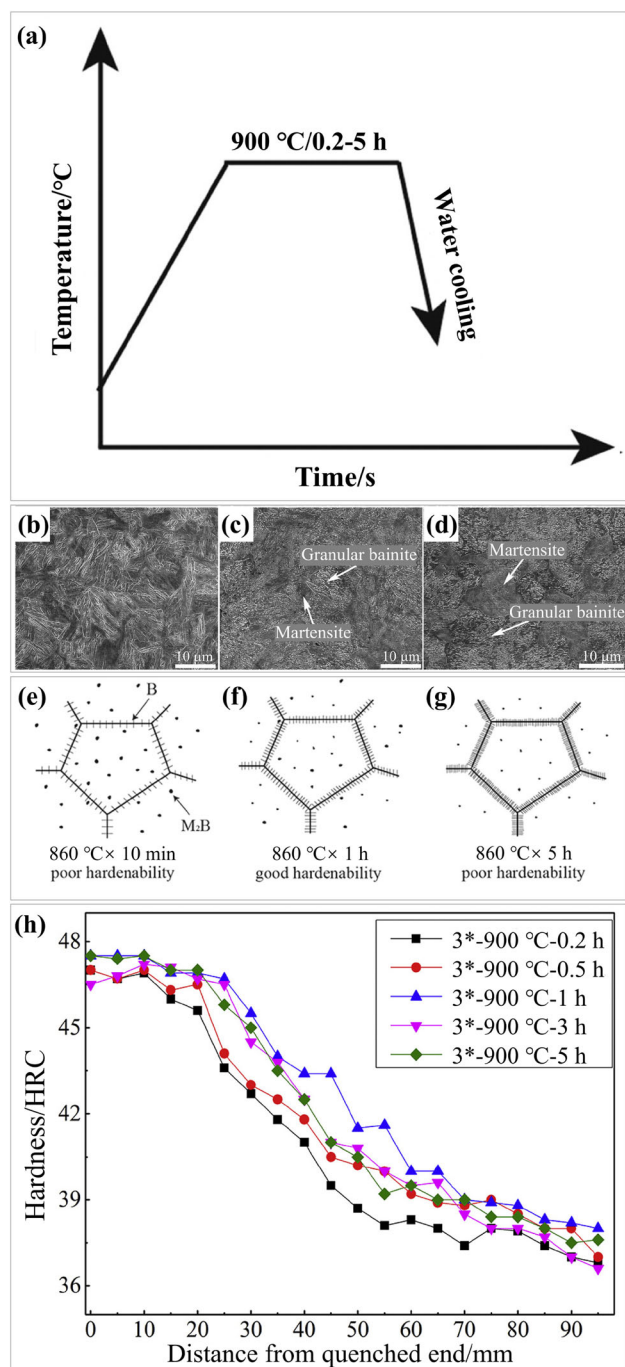 (a)
900 °C/0.2-5 h
Temperature/°C
Water cooling
Time/s
(b)
10 μm
(c)
Granular bainite
Martensite
10 μm
(d)
Martensite
Granular bainite
10 μm
(e)
B
M₂B
860 °C× 10 min
poor hardenability
(f)
860 °C× 1 h
good hardenability
(g)
860 °C× 5 h
poor hardenability
(h)
3*-900 °C-0.2 h
3*-900 °C-0.5 h
3*-900 °C-1 h
3*-900 °C-3 h
3*-900 °C-5 h
Hardness/HRC
48
45
42
39
36
0 10 20 30 40 50 60 70 80 90
Distance from quenched end/mm